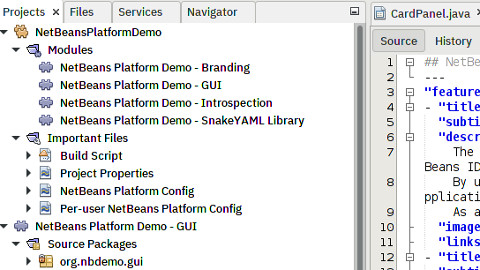 Projects Files Services Navigator
NetBeansPlatformDemo
Modules
NetBeans Platform Demo - Branding
NetBeans Platform Demo - GUI
NetBeans Platform Demo - Introspection
NetBeans Platform Demo - SnakeYAML Library
Important Files
Build Script
Project Properties
NetBeans Platform Config
Per-user NetBeans Platform Config
NetBeans Platform Demo - GUI
Source Packages
org.nbdemo.gui
CardPanel.java
Source History
1 ## NetBe
2 ---
3 "feature
4 - "title
5 "subti
6 "descr
7 The
Beans ID
8 By u
pplicatio
9 As a
10 "image
11 "links
12 - "title